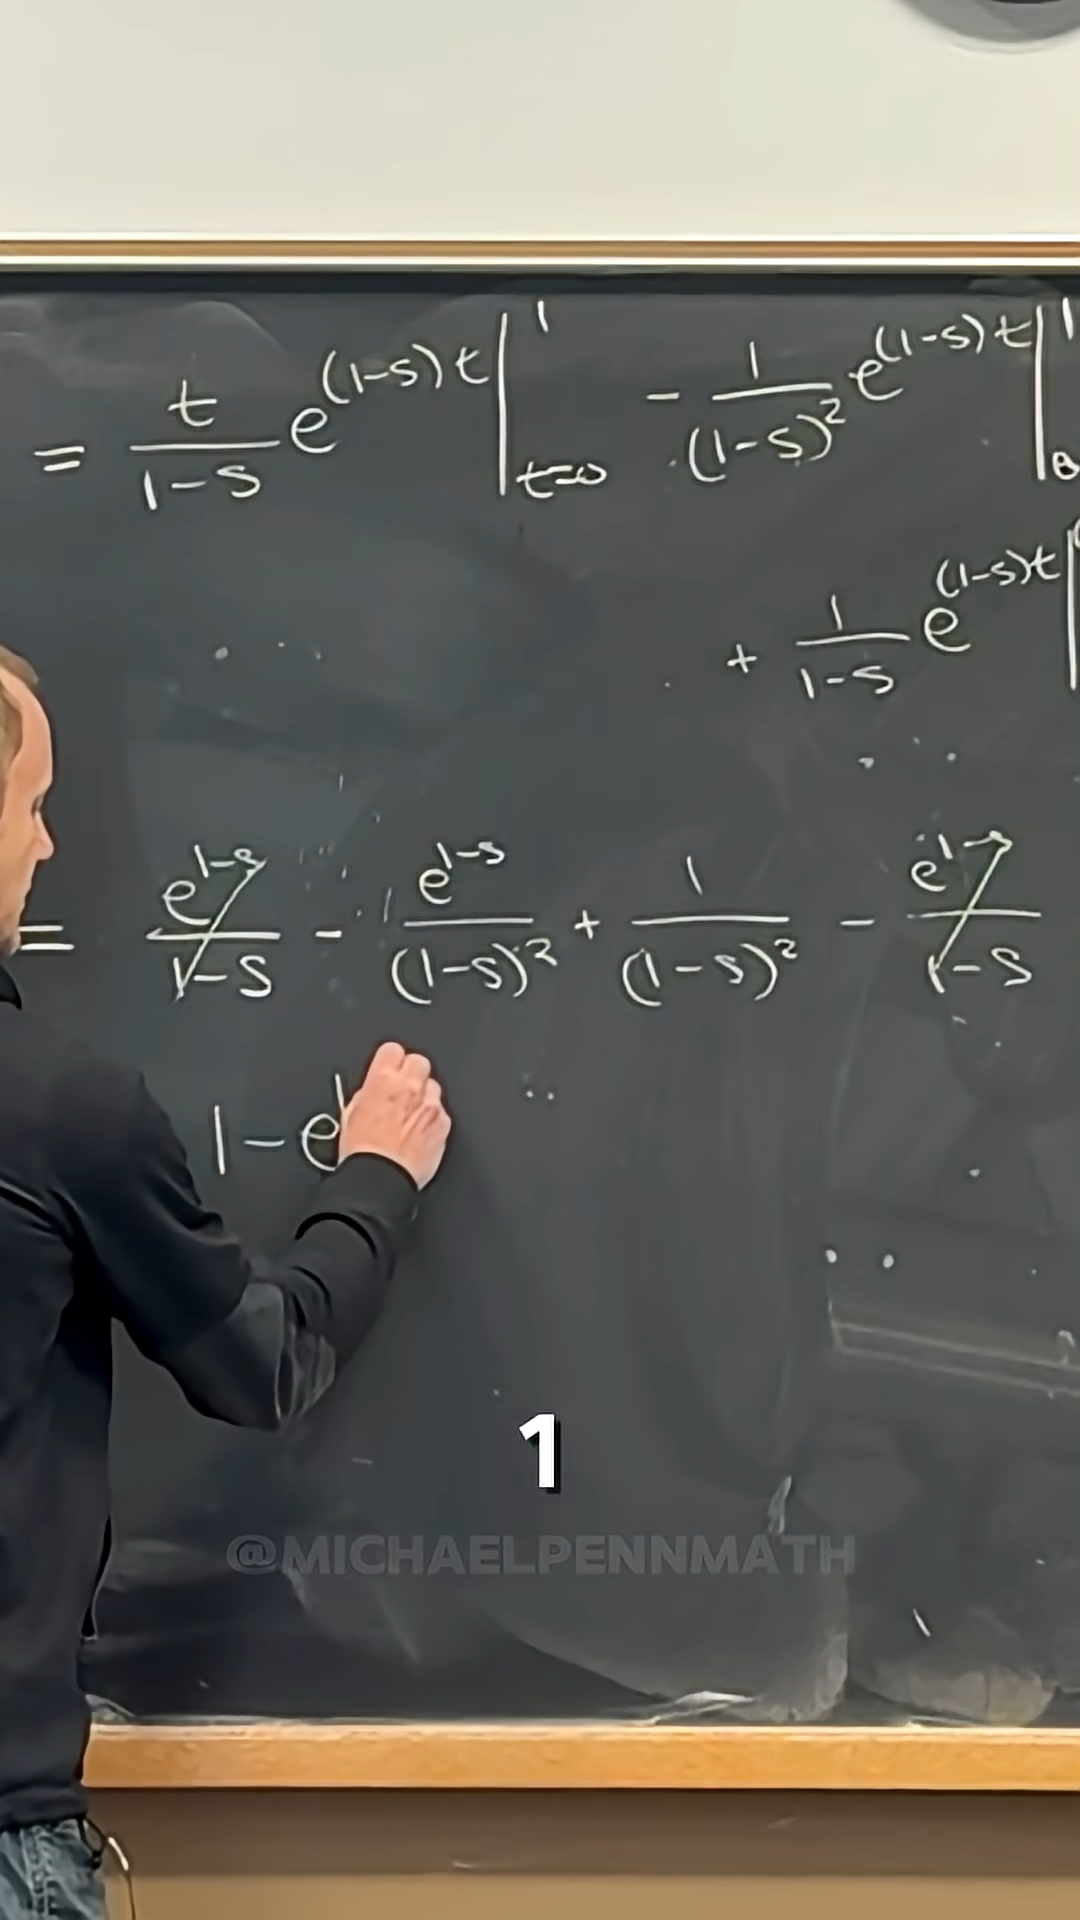 = t/(1-s) e^((1-s)t) |_(t=0)^1 - 1/(1-s)^2 e^((1-s)t) |_0^1
+ 1/(1-s) e^((1-s)t) |
= e^(1-s)/(1-s) - e^(1-s)/(1-s)^2 + 1/(1-s)^2 - e^(1-s)/(1-s)
1-e^1
1
@MICHAELPENNMATH